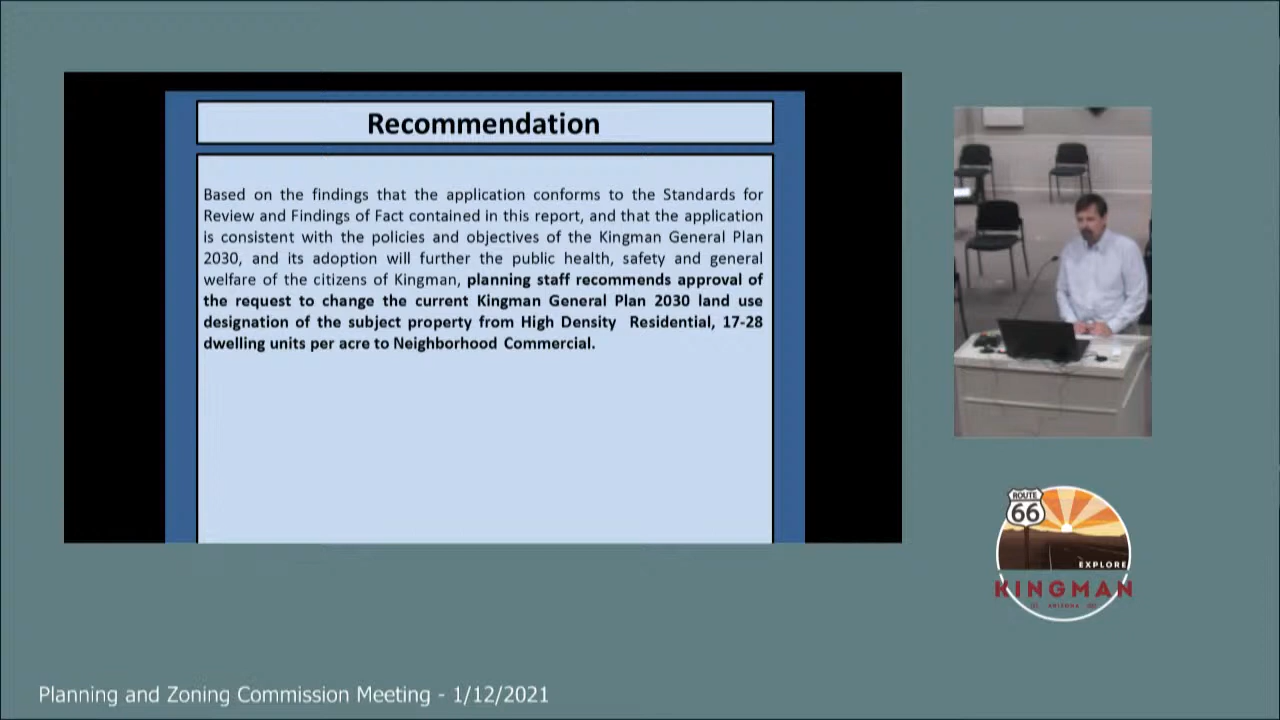 Recommendation
Based on the findings that the application conforms to the Standards for
Review and Findings of Fact contained in this report, and that the application
is consistent with the policies and objectives of the Kingman General Plan
2030, and its adoption will further the public health, safety and general
welfare of the citizens of Kingman, planning staff recommends approval of
the request to change the current Kingman General Plan 2030 land use
designation of the subject property from High Density Residential, 17-28
dwelling units per acre to Neighborhood Commercial.
ROUTE
66
EXPLORE
KINGMAN
ARIZONA
Planning and Zoning Commission Meeting - 1/12/2021